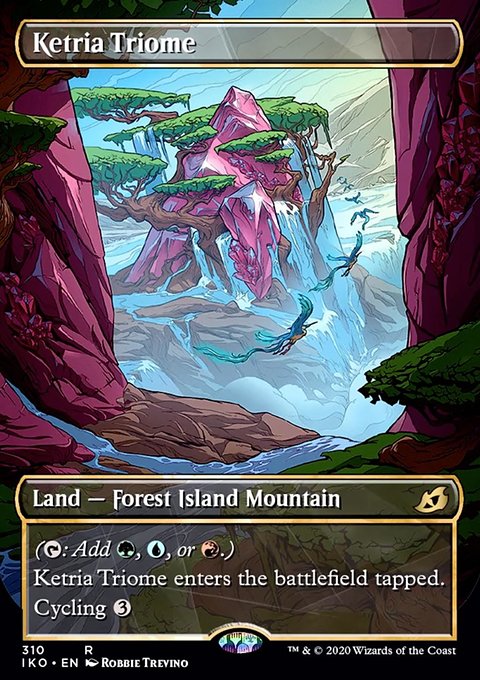 Ketria Triome
Land — Forest Island Mountain
(: Add , , or .)
Ketria Triome enters the battlefield tapped.
Cycling 3
310 R
IKO • EN Robbie Trevino
™ & © 2020 Wizards of the Coast